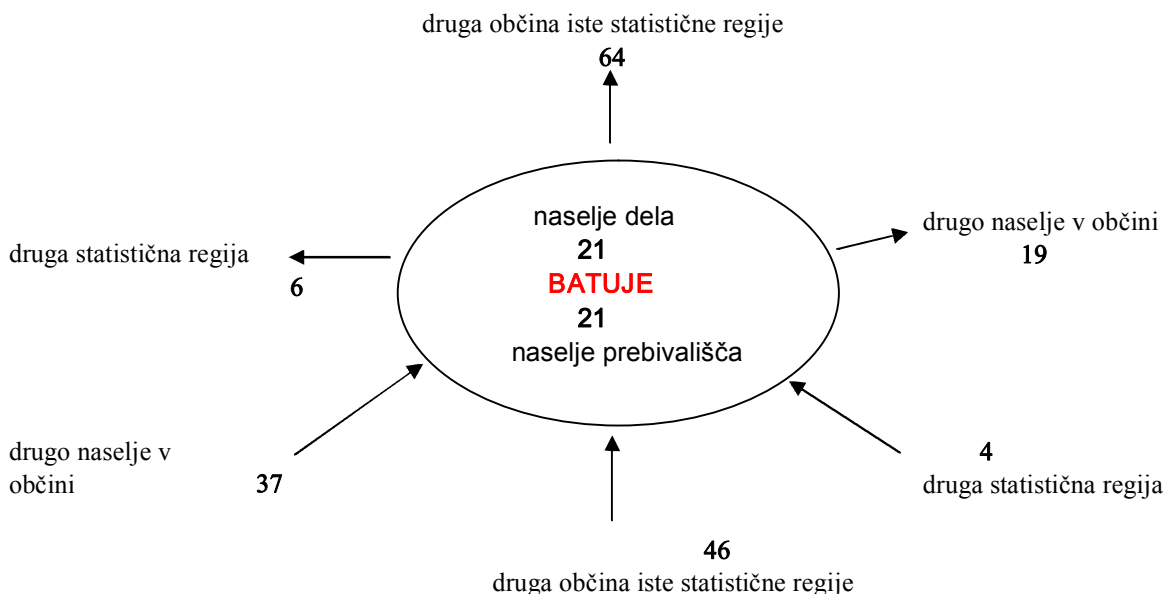 druga občina iste statistične regije
64
naselje dela
21
BATUJE
21
naselje prebivališča
drugo naselje v občini
19
druga statistična regija
6
drugo naselje v
občini
37
4
druga statistična regija
46
druga občina iste statistične regije